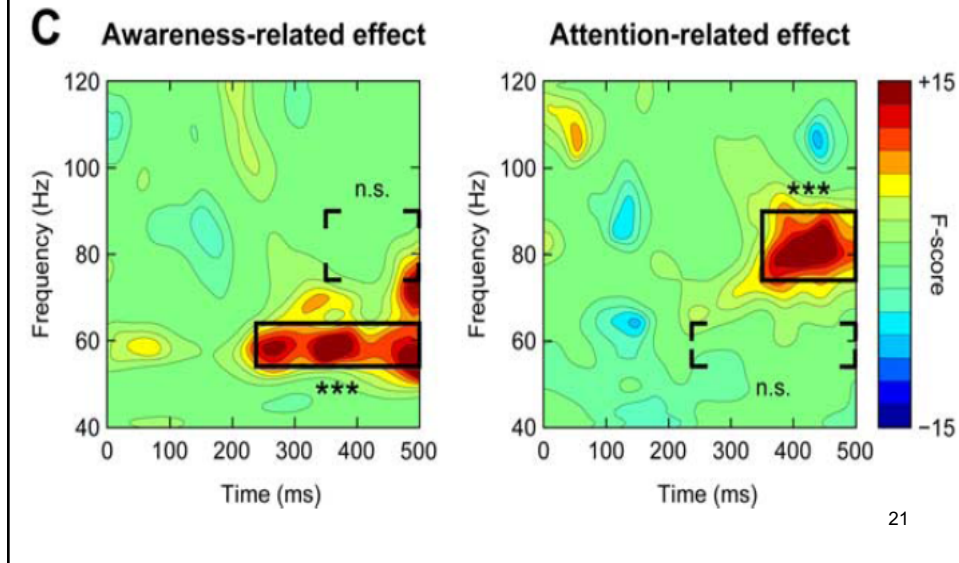 C Awareness-related effect Attention-related effect
120
100
80
60
40
Frequency (Hz)
n.s.
***
0 100 200 300 400 500
Time (ms)
120
100
80
60
40
Frequency (Hz)
***
n.s.
0 100 200 300 400 500
Time (ms)
+15
F-score
−15
21